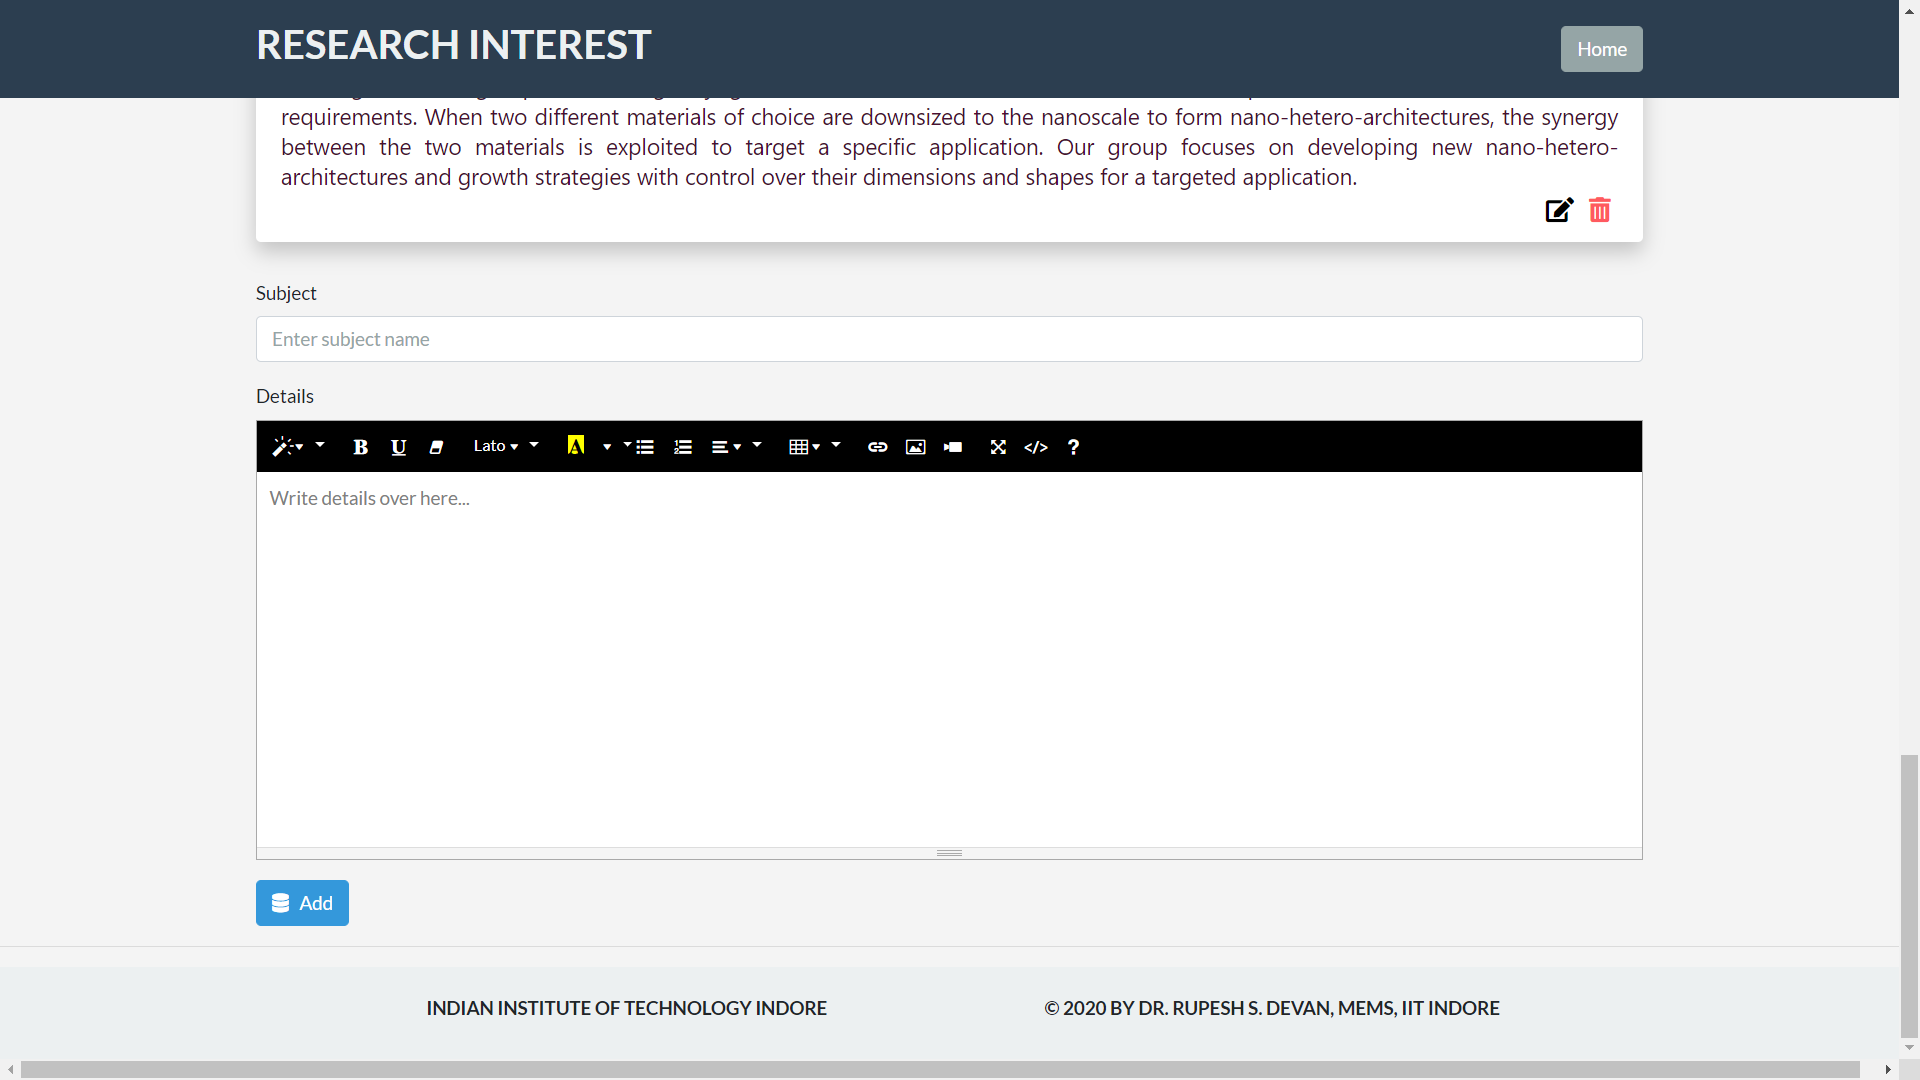 RESEARCH INTEREST
Home
requirements. When two different materials of choice are downsized to the nanoscale to form nano-hetero-architectures, the synergy
between the two materials is exploited to target a specific application. Our group focuses on developing new nano-hetero-
architectures and growth strategies with control over their dimensions and shapes for a targeted application.
Subject
Enter subject name
Details
B U Lato A </> ?
Write details over here...
Add
INDIAN INSTITUTE OF TECHNOLOGY INDORE
© 2020 BY DR. RUPESH S. DEVAN, MEMS, IIT INDORE